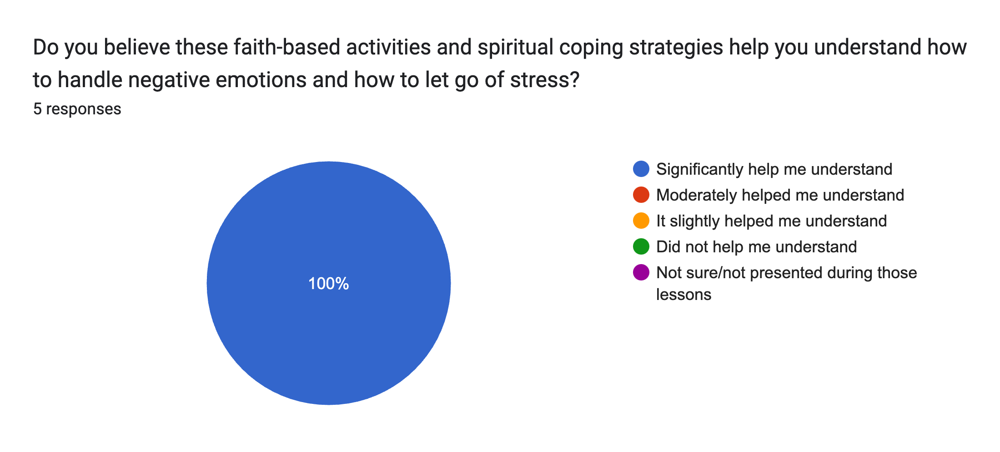 Do you believe these faith-based activities and spiritual coping strategies help you understand how
to handle negative emotions and how to let go of stress?
5 responses
100%
Significantly help me understand
Moderately helped me understand
It slightly helped me understand
Did not help me understand
Not sure/not presented during those
lessons